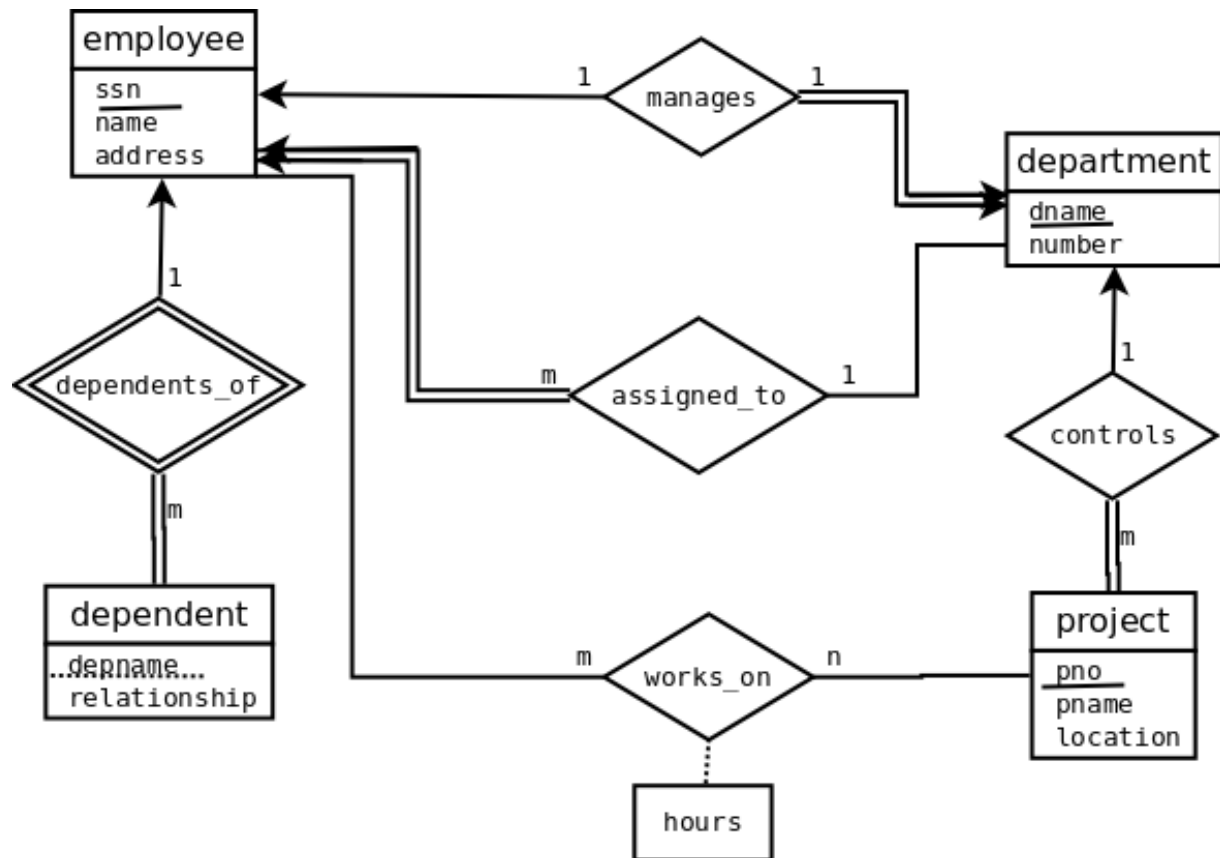 employee
ssn
name
address
1
manages
1
department
dname
number
1
dependents_of
m
m
assigned_to
1
1
controls
m
dependent
depname
relationship
m
works_on
n
project
pno
pname
location
hours